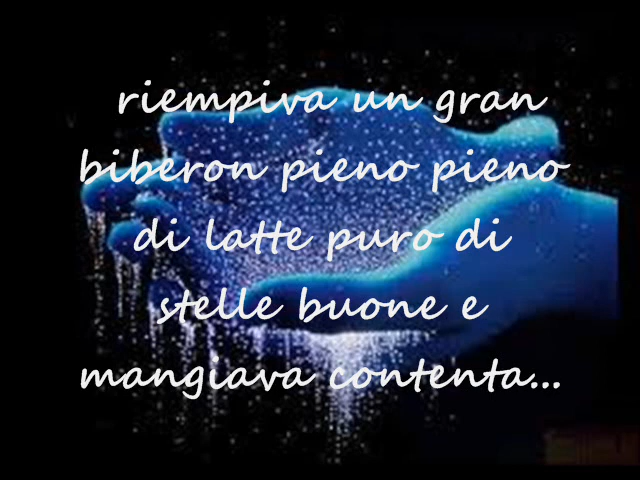 riempiva un gran
biberon pieno pieno
di latte puro di
stelle buone e
mangiava contenta...